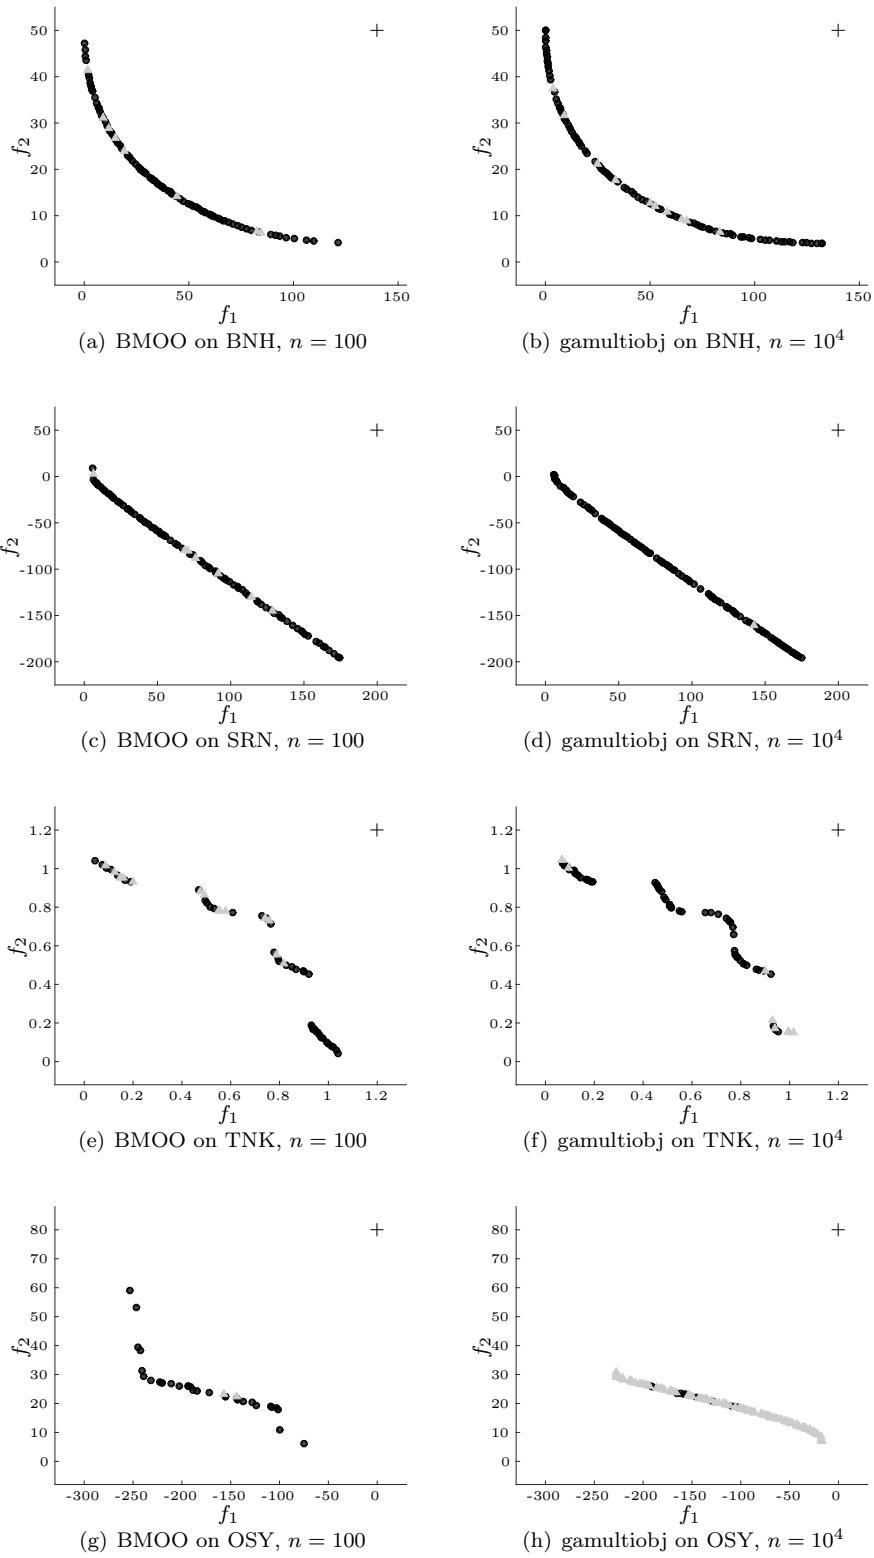 50
40
30
20
10
0
f2
0 50 100 150
f1
(a) BMOO on BNH, n = 100
50
40
30
20
10
0
f2
0 50 100 150
f1
(b) gamultiobj on BNH, n = 10^4
50
0
-50
-100
-150
-200
f2
0 50 100 150 200
f1
(c) BMOO on SRN, n = 100
50
0
-50
-100
-150
-200
f2
0 50 100 150 200
f1
(d) gamultiobj on SRN, n = 10^4
1.2
1
0.8
0.6
0.4
0.2
0
f2
0 0.2 0.4 0.6 0.8 1 1.2
f1
(e) BMOO on TNK, n = 100
1.2
1
0.8
0.6
0.4
0.2
0
f2
0 0.2 0.4 0.6 0.8 1 1.2
f1
(f) gamultiobj on TNK, n = 10^4
80
70
60
50
40
30
20
10
0
f2
-300 -250 -200 -150 -100 -50 0
f1
(g) BMOO on OSY, n = 100
80
70
60
50
40
30
20
10
0
f2
-300 -250 -200 -150 -100 -50 0
f1
(h) gamultiobj on OSY, n = 10^4